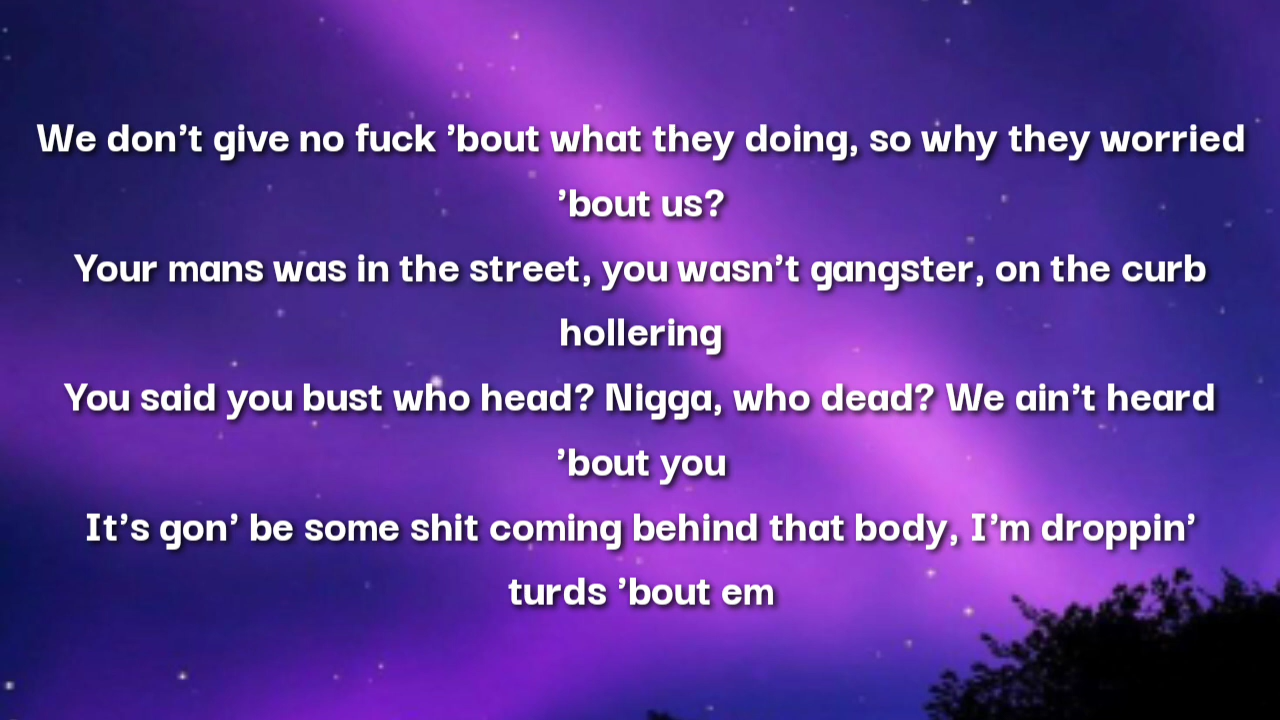 We don’t give no fuck ’bout what they doing, so why they worried
’bout us?
Your mans was in the street, you wasn’t gangster, on the curb
hollering
You said you bust who head? Nigga, who dead? We ain’t heard
’bout you
It’s gon’ be some shit coming behind that body, I’m droppin’
turds ’bout em